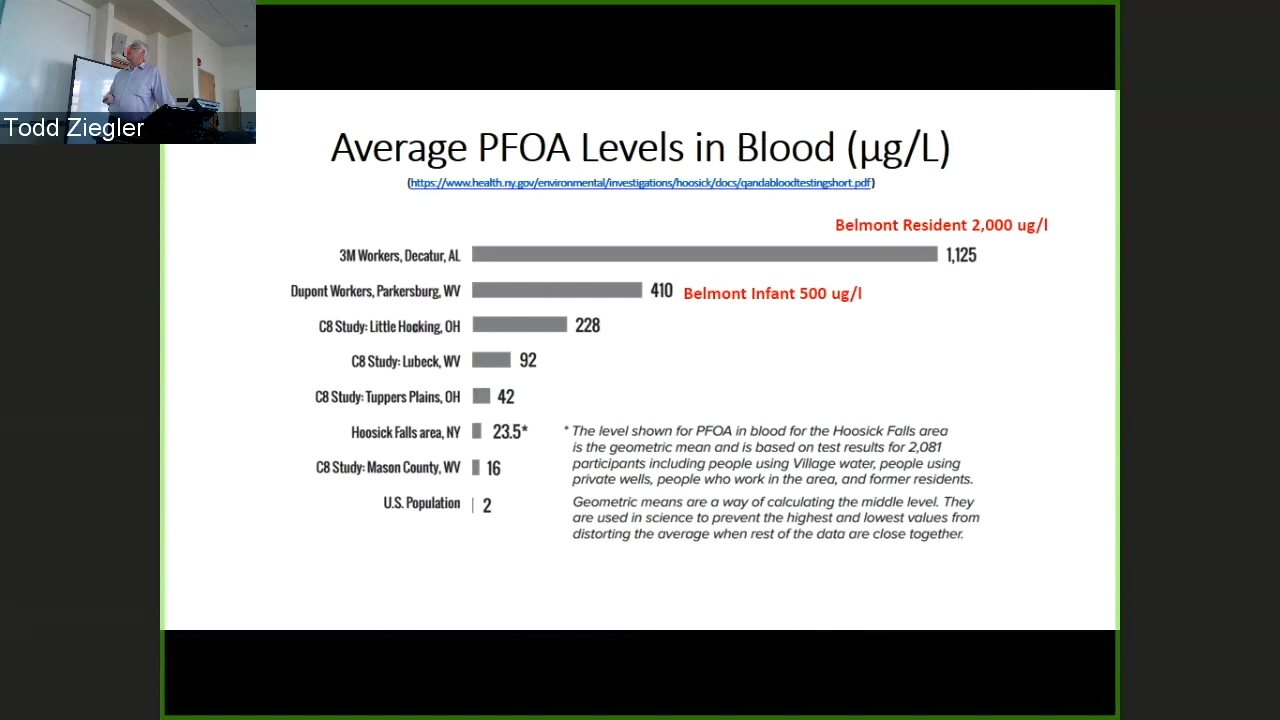 Todd Ziegler
Average PFOA Levels in Blood (µg/L)
(https://www.health.ny.gov/environmental/investigations/hoosick/docs/qandabloodtestingshort.pdf)
Belmont Resident 2,000 ug/l
3M Workers, Decatur, AL 1,125
Dupont Workers, Parkersburg, WV 410 Belmont Infant 500 ug/l
C8 Study: Little Hocking, OH 228
C8 Study: Lubeck, WV 92
C8 Study: Tuppers Plains, OH 42
Hoosick Falls area, NY 23.5*
C8 Study: Mason County, WV 16
U.S. Population 2
* The level shown for PFOA in blood for the Hoosick Falls area
is the geometric mean and is based on test results for 2,081
participants including people using Village water, people using
private wells, people who work in the area, and former residents.
Geometric means are a way of calculating the middle level. They
are used in science to prevent the highest and lowest values from
distorting the average when rest of the data are close together.